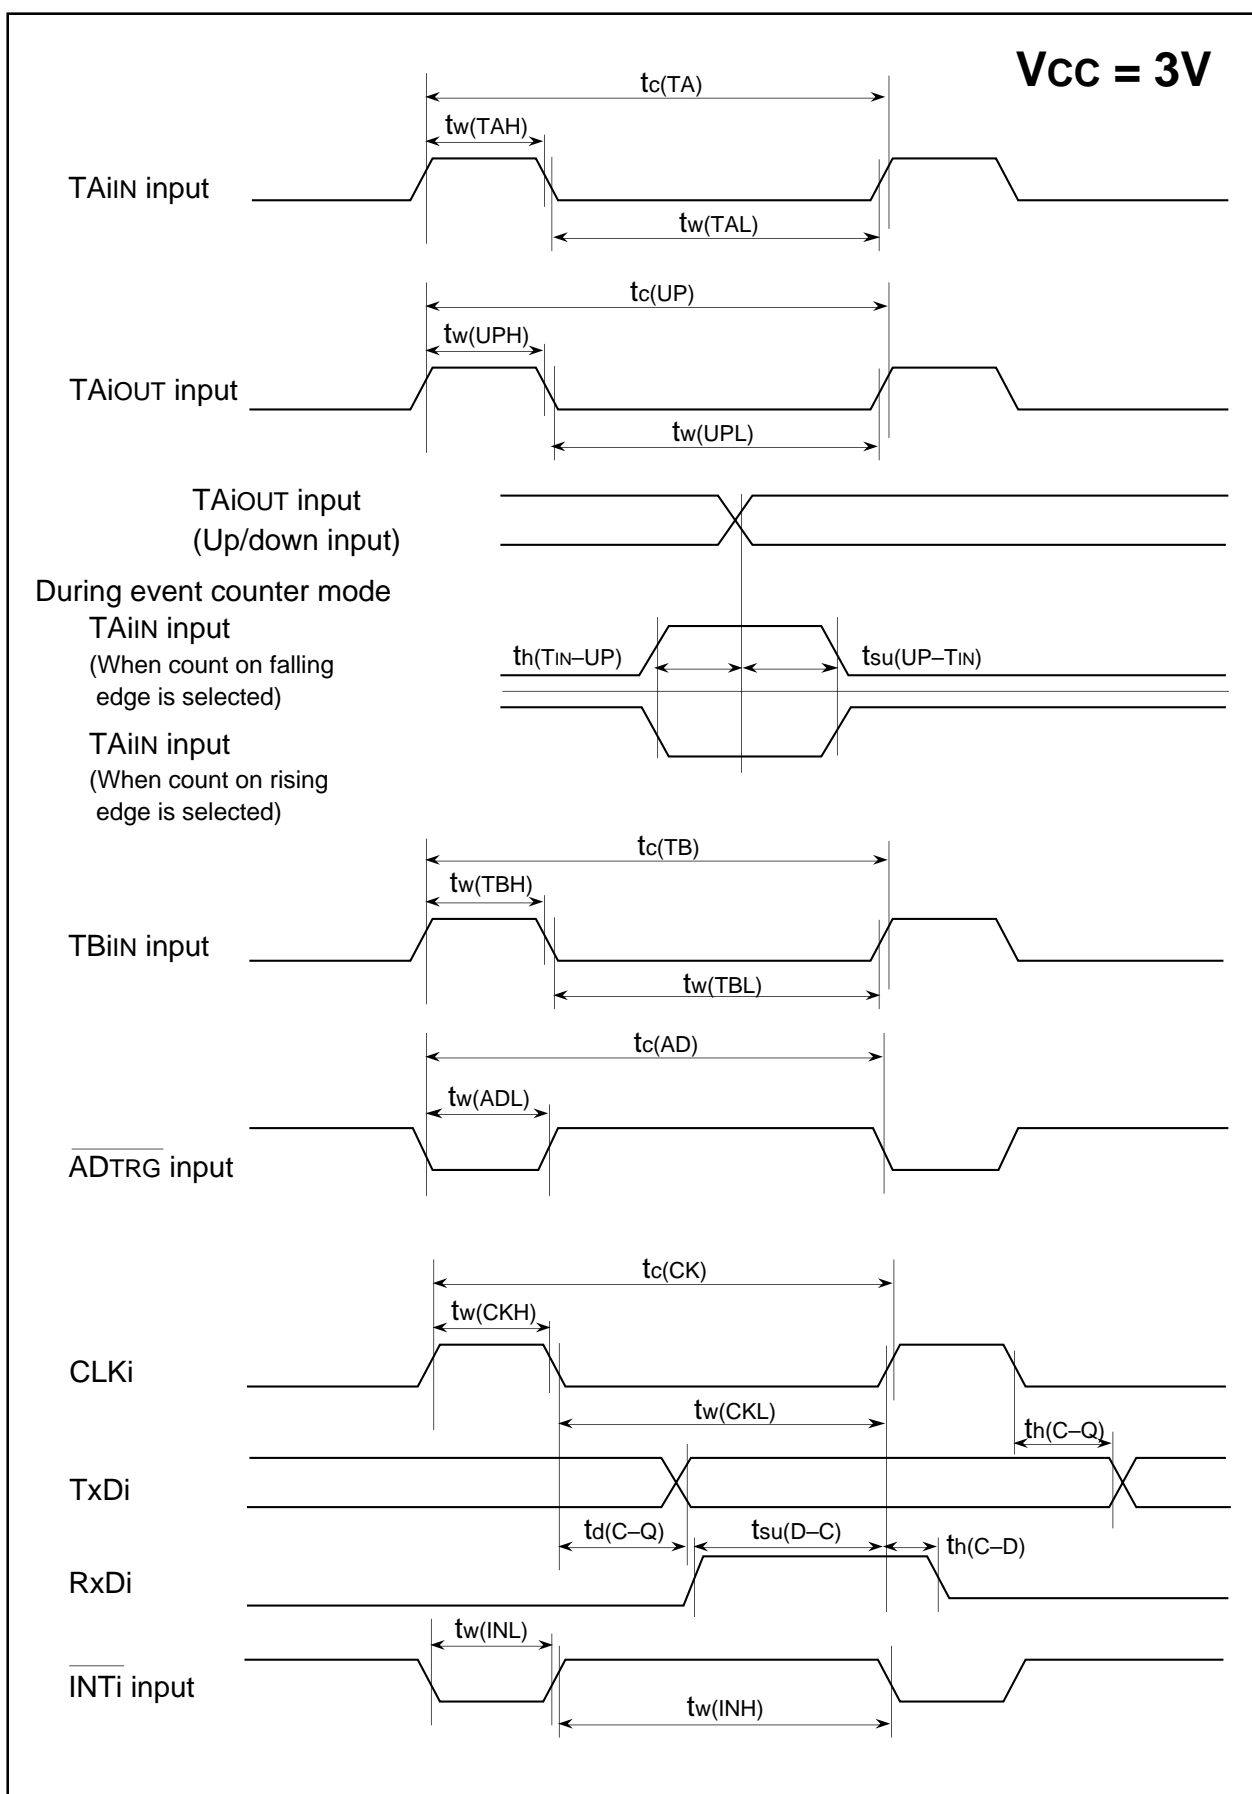 VCC = 3V
tc(TA)
tw(TAH)
TAiIN input
tw(TAL)
tc(UP)
tw(UPH)
TAiOUT input
tw(UPL)
TAiOUT input
(Up/down input)
During event counter mode
TAiIN input
(When count on falling
edge is selected)
th(TIN–UP)
tsu(UP–TIN)
TAiIN input
(When count on rising
edge is selected)
tc(TB)
tw(TBH)
TBiIN input
tw(TBL)
tc(AD)
tw(ADL)
ADTRG input
tc(CK)
tw(CKH)
CLKi
tw(CKL)
th(C–Q)
TxDi
td(C–Q)
tsu(D–C)
th(C–D)
RxDi
tw(INL)
INTi input
tw(INH)